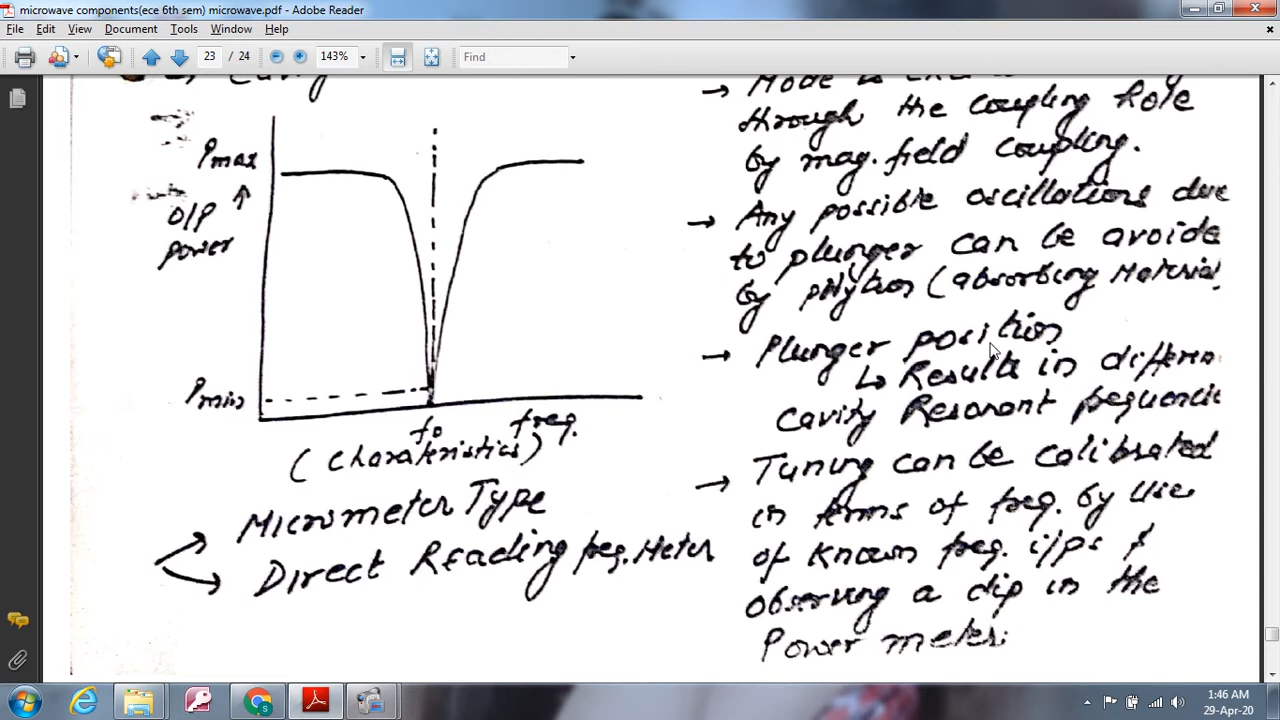 microwave components(ece 6th sem) microwave.pdf - Adobe Reader
File Edit View Document Tools Window Help
23 / 24 143% Find
Cavity
Pmax
O/P ↑
power
Pmin
fo freq.
(Charateristics)
Micrometer Type
Direct Reading freq. Meter
→ Mode is
through the coupling hole
by mag. field coupling.
→ Any possible oscillations due
to plunger can be avoide
by (absorbing Material
→ Plunger position
↳ Results in differen
cavity Resonant frequencie
→ Tuning can be calibrated
in terms of freq. by use
of known freq. i/ps &
observing a dip in the
Power meter.
1:46 AM
29-Apr-20